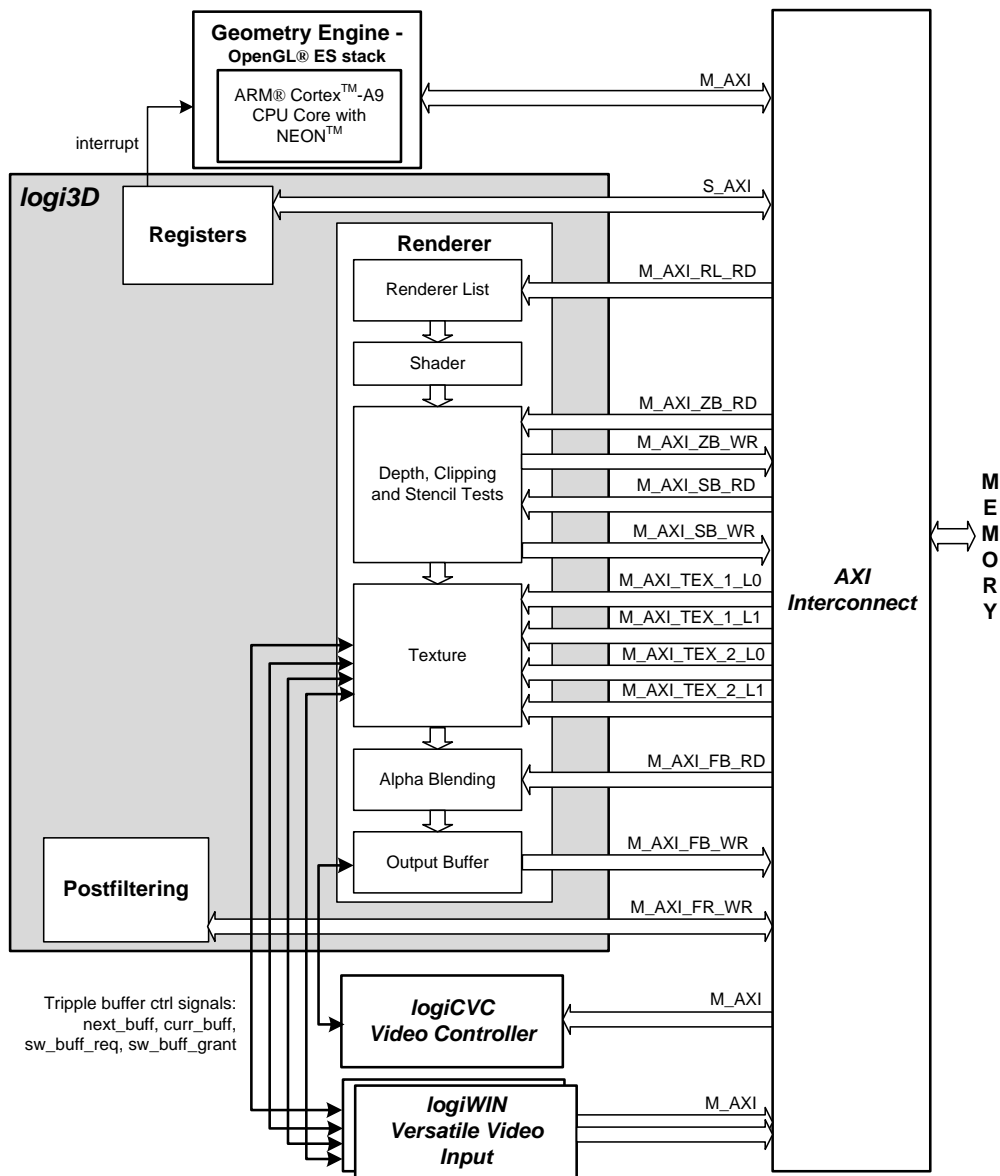 Geometry Engine -
OpenGL® ES stack
ARM® Cortex™-A9
CPU Core with
NEON™
M_AXI
interrupt
logi3D
S_AXI
Registers
Renderer
M_AXI_RL_RD
Renderer List
Shader
M_AXI_ZB_RD
M_AXI_ZB_WR
Depth, Clipping
and Stencil Tests
M_AXI_SB_RD
M_AXI_SB_WR
AXI
Interconnect
MEMORY
M_AXI_TEX_1_L0
M_AXI_TEX_1_L1
Texture
M_AXI_TEX_2_L0
M_AXI_TEX_2_L1
M_AXI_FB_RD
Alpha Blending
M_AXI_FB_WR
Output Buffer
Postfiltering
M_AXI_FR_WR
Tripple buffer ctrl signals:
next_buff, curr_buff,
sw_buff_req, sw_buff_grant
logiCVC
Video Controller
M_AXI
logiWIN
Versatile Video
Input
M_AXI